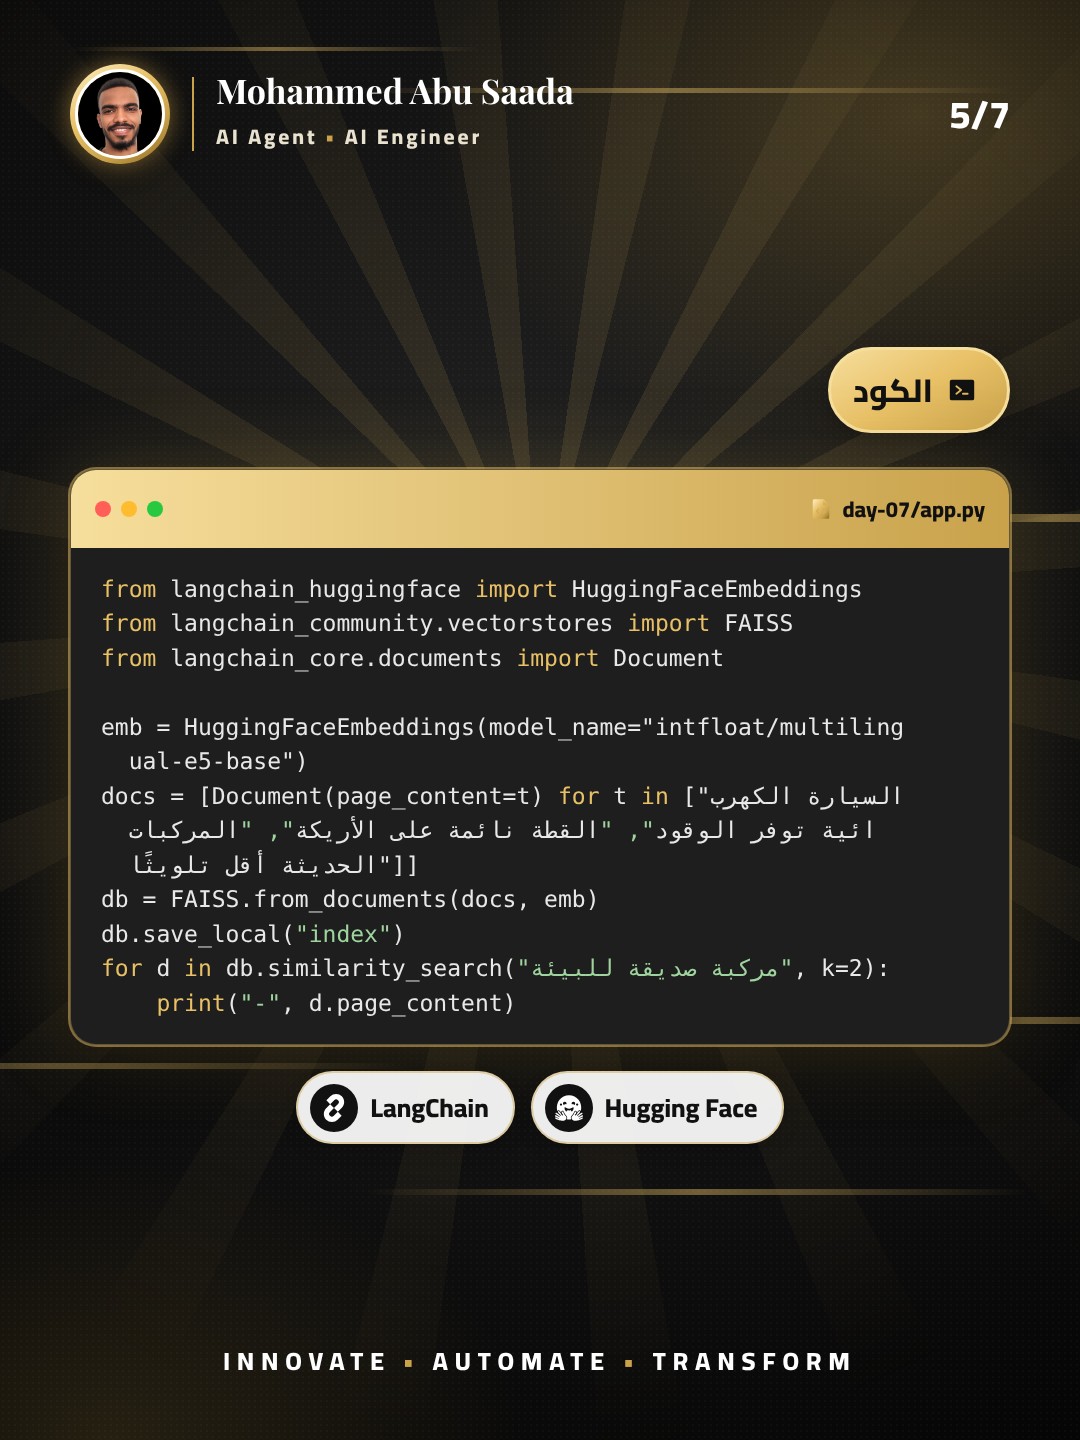 Mohammed Abu Saada
AI Agent ▪ AI Engineer
5/7
الكود
day-07/app.py
from langchain_huggingface import HuggingFaceEmbeddings
from langchain_community.vectorstores import FAISS
from langchain_core.documents import Document
emb = HuggingFaceEmbeddings(model_name="intfloat/multiling
ual-e5-base")
docs = [Document(page_content=t) for t in ["السيارة الكهرب
ائية توفر الوقود", "القطة نائمة على الأريكة", "المركبات
الحديثة أقل تلويثًا"]]
db = FAISS.from_documents(docs, emb)
db.save_local("index")
for d in db.similarity_search("مركبة صديقة للبيئة", k=2):
print("-", d.page_content)
LangChain
Hugging Face
INNOVATE ▪ AUTOMATE ▪ TRANSFORM